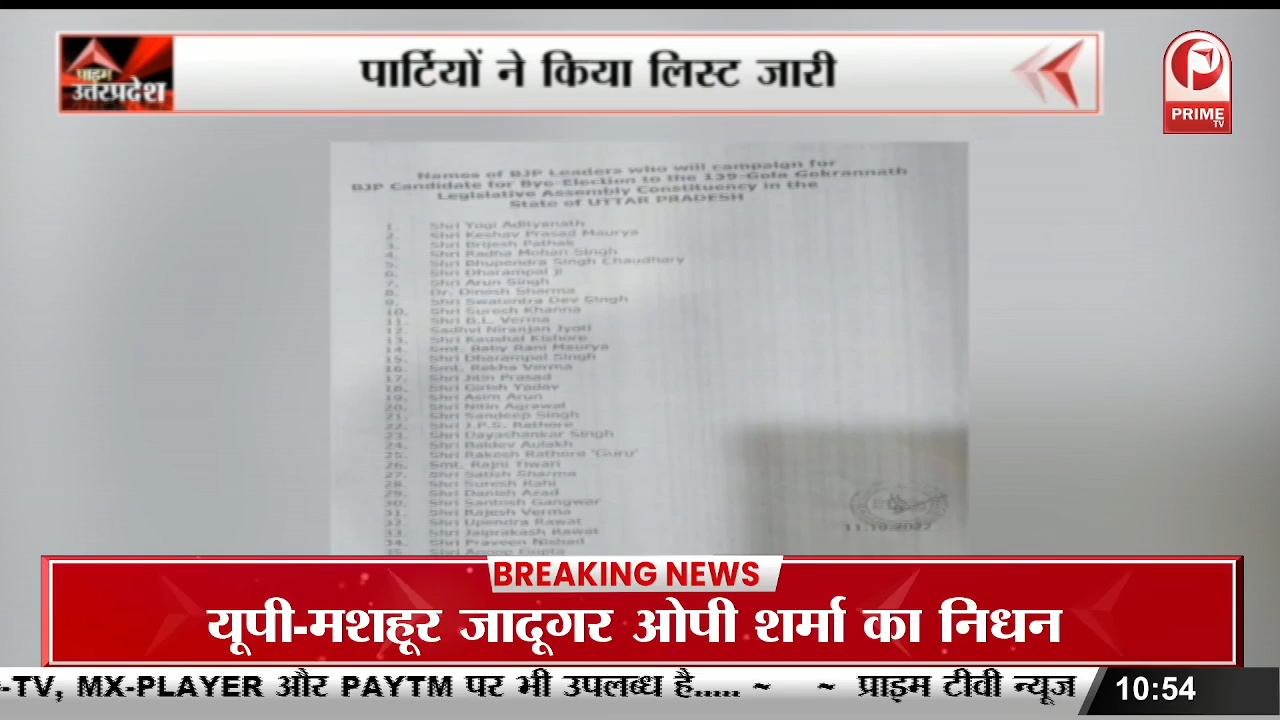 पार्टियों ने किया लिस्ट जारी
प्राइम
उत्तरप्रदेश
PRIME
TV
Names of BJP Leaders who will campaign for
BJP Candidate for Bye-Election to the 139-Gola Gokrannath
Legislative Assembly Constituency in the
State of UTTAR PRADESH
1. Shri Yogi Adityanath
2. Shri Keshav Prasad Maurya
3. Shri Brijesh Pathak
4. Shri Radha Mohan Singh
5. Shri Bhupendra Singh Chaudhary
6. Shri Dharampal ji
7. Shri Arun Singh
8. Dr. Dinesh Sharma
9. Shri Swatantra Dev Singh
10. Shri Suresh Khanna
11. Shri B.L. Verma
12. Sadhvi Niranjan Jyoti
13. Shri Kaushal Kishore
14. Smt. Baby Rani Maurya
15. Shri Dharampal Singh
16. Smt. Rekha Verma
17. Shri Jitin Prasad
18. Shri Girish Yadav
19. Shri Asim Arun
20. Shri Nitin Agrawal
21. Shri Sandeep Singh
22. Shri J.P.S. Rathore
23. Shri Dayashankar Singh
24. Shri Baldev Aulakh
25. Shri Rakesh Rathore 'Guru'
26. Smt. Rajni Tiwari
27. Shri Satish Sharma
28. Shri Suresh Rahi
29. Shri Danish Azad
30. Shri Santosh Gangwar
31. Shri Rajesh Verma
32. Shri Upendra Rawat
33. Shri Jaiprakash Rawat
34. Shri Praveen Nishad
35. Shri Anoop Gupta
11.10.2022
BREAKING NEWS
यूपी-मशहूर जादूगर ओपी शर्मा का निधन
-TV, MX-PLAYER और PAYTM पर भी उपलब्ध है..... ~ ~ प्राइम टीवी न्यूज
10:54